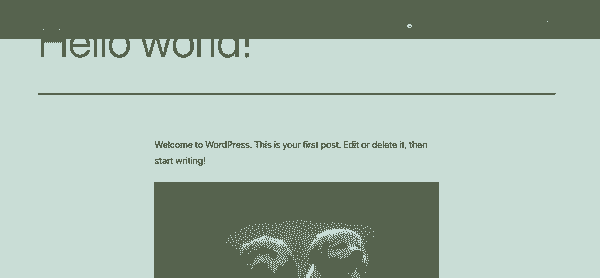 Hello world!
Welcome to WordPress. This is your first post. Edit or delete it, then
start writing!